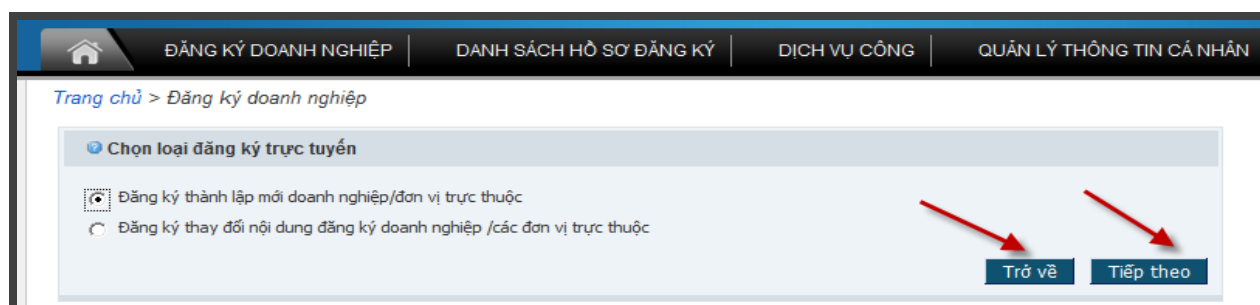 ĐĂNG KÝ DOANH NGHIỆP DANH SÁCH HỒ SƠ ĐĂNG KÝ DỊCH VỤ CÔNG QUẢN LÝ THÔNG TIN CÁ NHÂN
Trang chủ > Đăng ký doanh nghiệp
Chọn loại đăng ký trực tuyến
Đăng ký thành lập mới doanh nghiệp/đơn vị trực thuộc
Đăng ký thay đổi nội dung đăng ký doanh nghiệp /các đơn vị trực thuộc
Trở về Tiếp theo